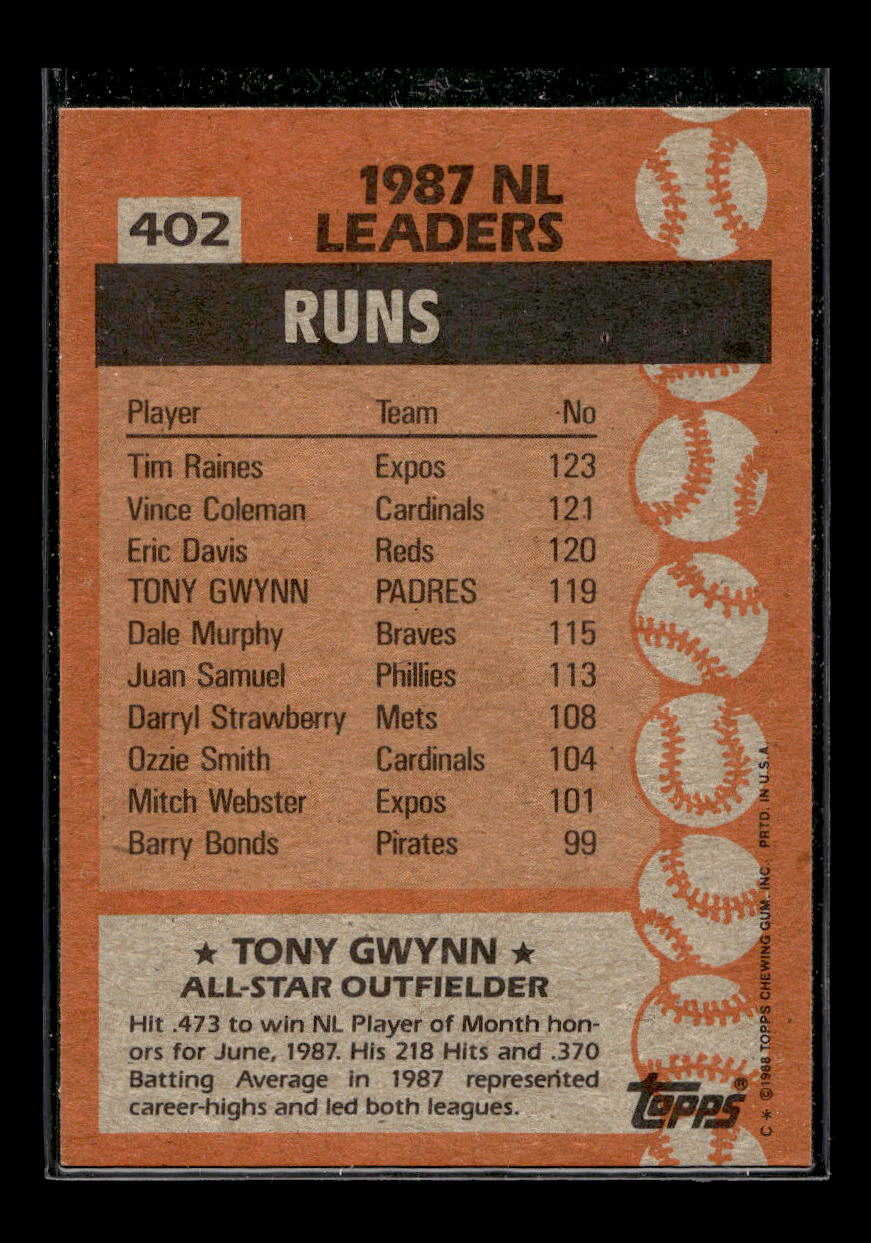 402
1987 NL
LEADERS
RUNS
Player Team No
Tim Raines Expos 123
Vince Coleman Cardinals 121
Eric Davis Reds 120
TONY GWYNN PADRES 119
Dale Murphy Braves 115
Juan Samuel Phillies 113
Darryl Strawberry Mets 108
Ozzie Smith Cardinals 104
Mitch Webster Expos 101
Barry Bonds Pirates 99
★ TONY GWYNN ★
ALL-STAR OUTFIELDER
Hit .473 to win NL Player of Month hon-
ors for June, 1987. His 218 Hits and .370
Batting Average in 1987 represented
career-highs and led both leagues.
Topps®
C * ©1988 TOPPS CHEWING GUM. INC. PRTD. IN U.S.A.